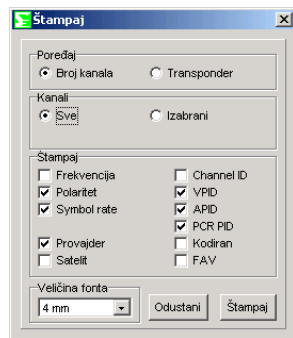 Štampaj
Poređaj
Broj kanala Transponder
Kanali
Sve Izabrani
Štampaj
Frekvencija Channel ID
Polaritet VPID
Symbol rate APID
PCR PID
Provajder Kodiran
Satelit FAV
Veličina fonta
4 mm Odustani Štampaj